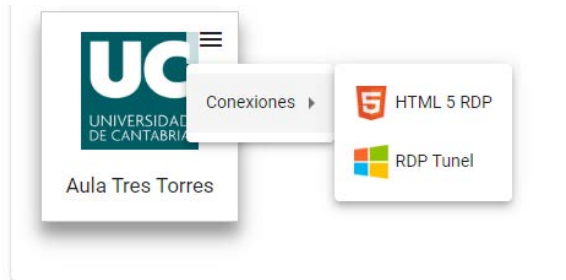 UC
UNIVERSIDAD
DE CANTABRIA
Aula Tres Torres
Conexiones
HTML 5 RDP
RDP Tunel